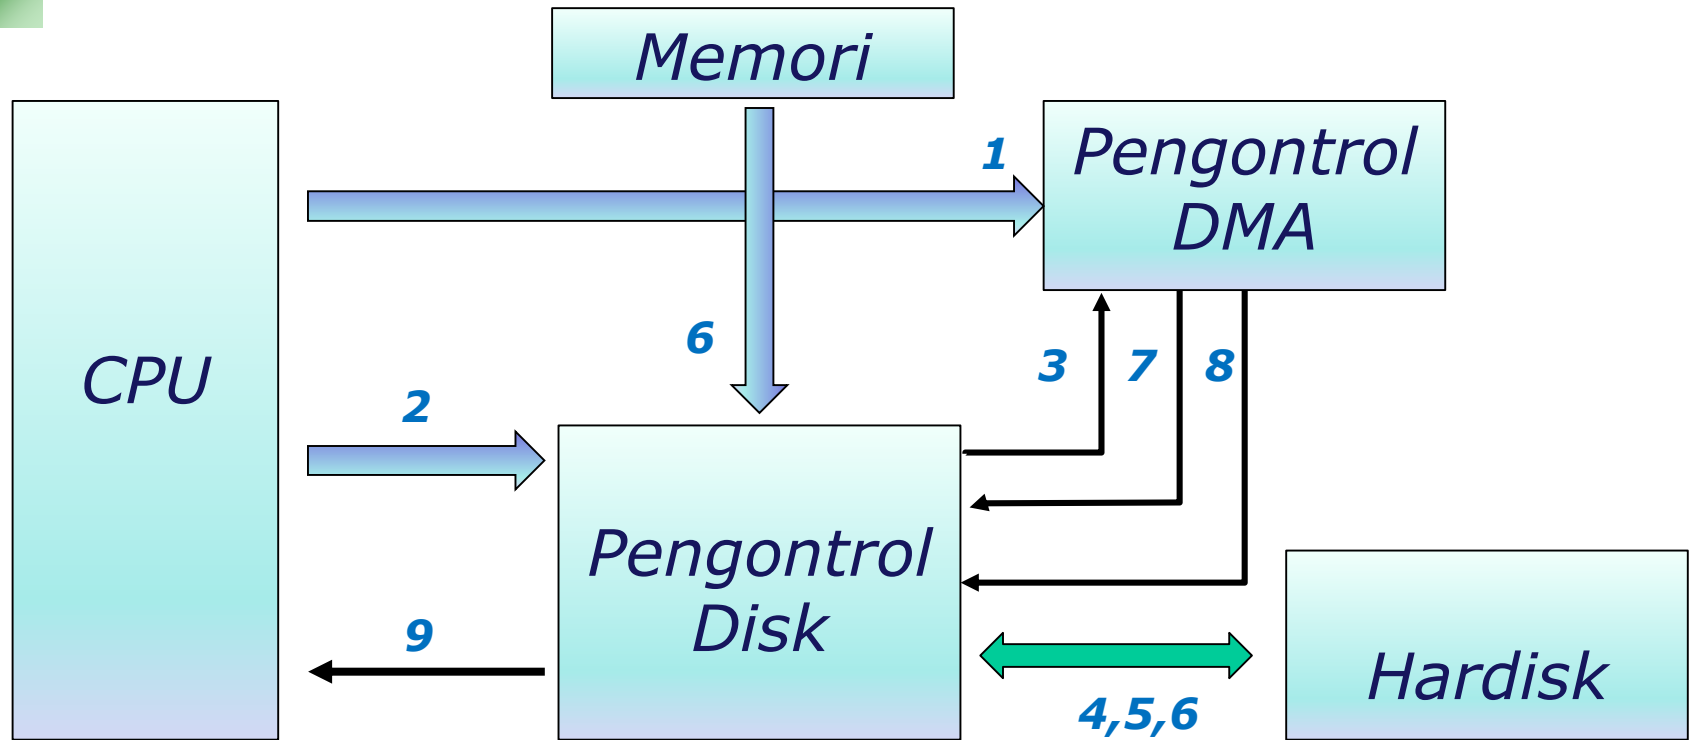 Memori
1
Pengontrol
DMA
CPU
6
3
7
8
2
Pengontrol
Disk
9
4,5,6
Hardisk